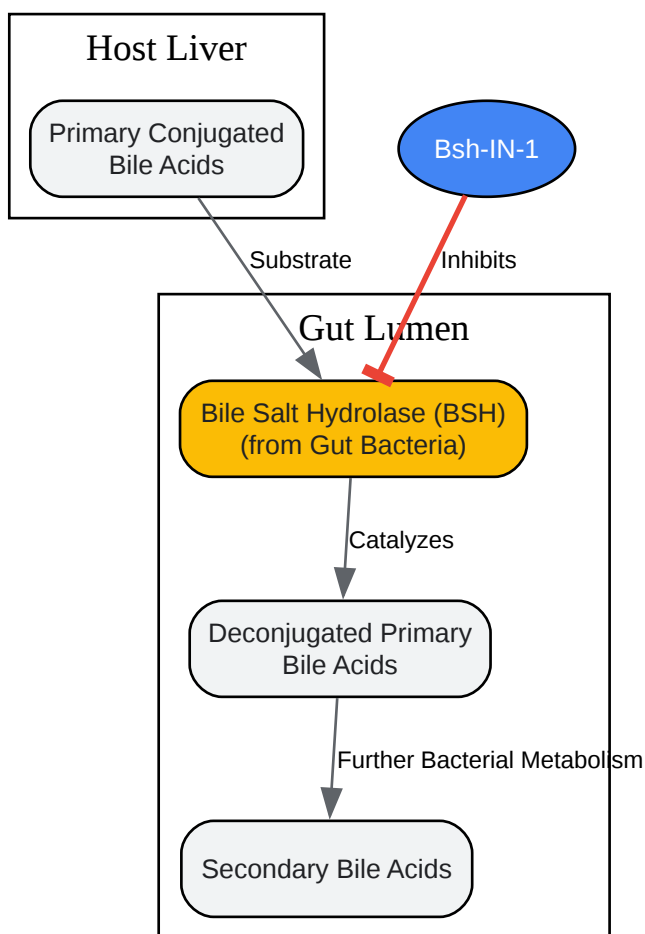 Host Liver
Primary Conjugated
Bile Acids
Bsh-IN-1
Substrate
Inhibits
Gut Lumen
Bile Salt Hydrolase (BSH)
(from Gut Bacteria)
Catalyzes
Deconjugated Primary
Bile Acids
Further Bacterial Metabolism
Secondary Bile Acids